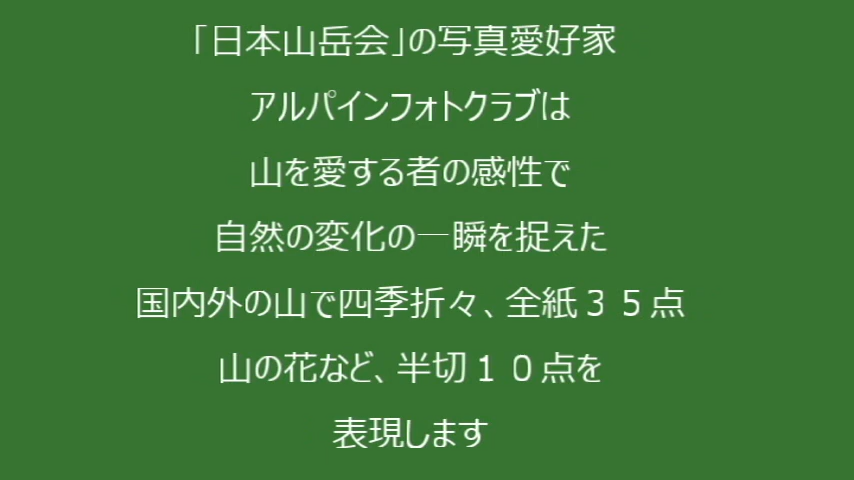 「日本山岳会」の写真愛好家
アルパインフォトクラブは
山を愛する者の感性で
自然の変化の一瞬を捉えた
国内外の山で四季折々、全紙３５点
山の花など、半切１０点を
表現します